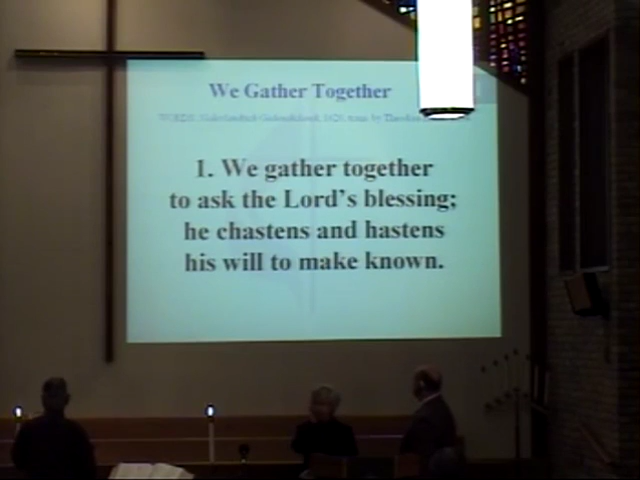 We Gather Together
1. We gather together
to ask the Lord's blessing;
he chastens and hastens
his will to make known.